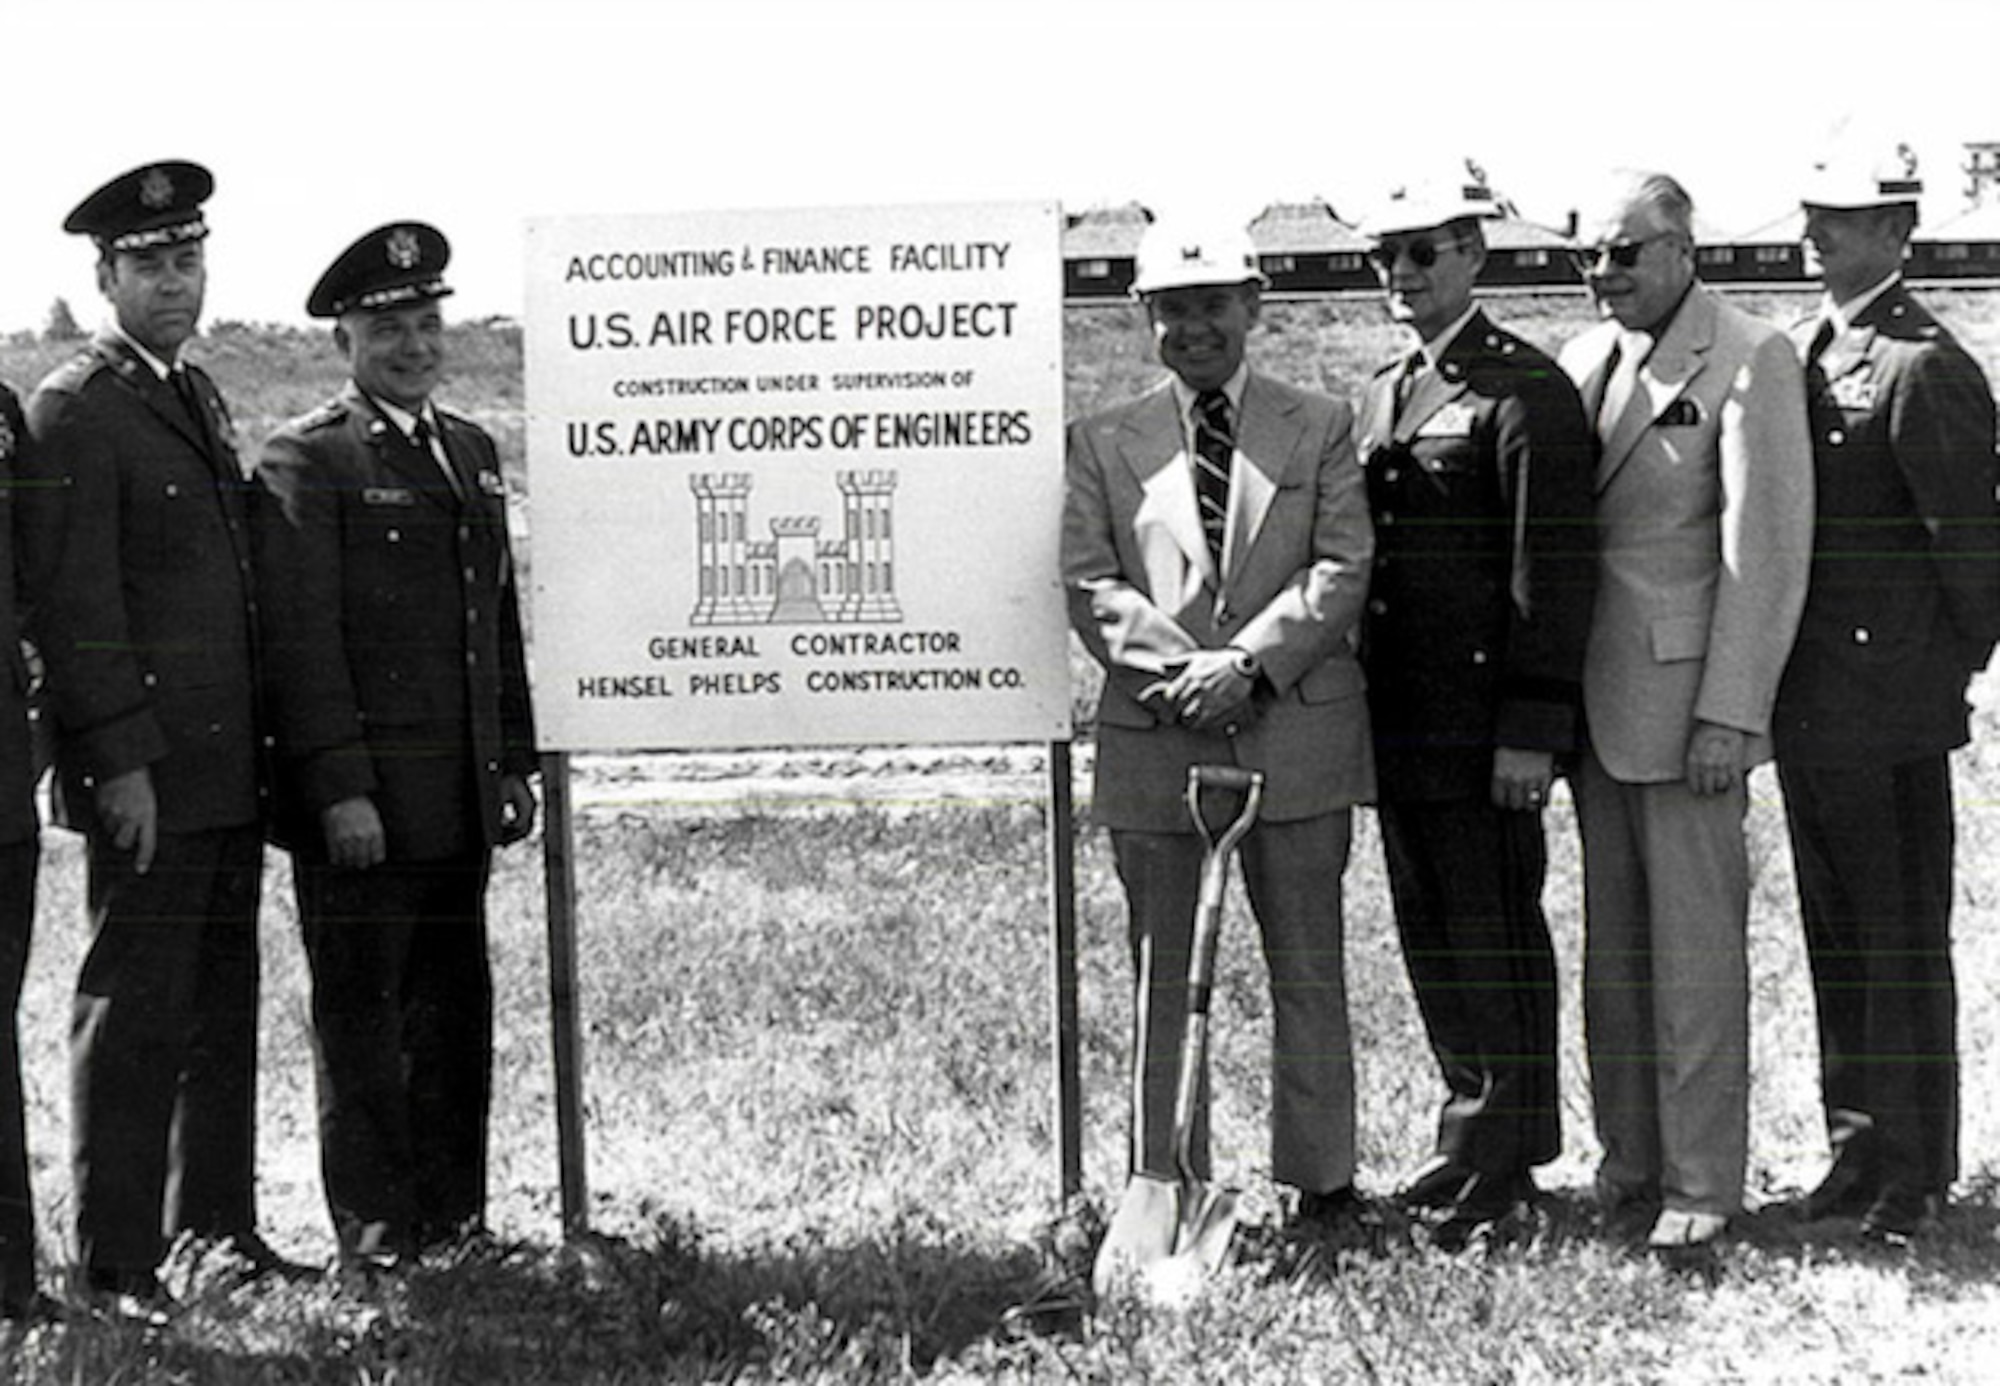 ACCOUNTING & FINANCE FACILITY
U.S. AIR FORCE PROJECT
CONSTRUCTION UNDER SUPERVISION OF
U.S. ARMY CORPS OF ENGINEERS
GENERAL CONTRACTOR
HENSEL PHELPS CONSTRUCTION CO.